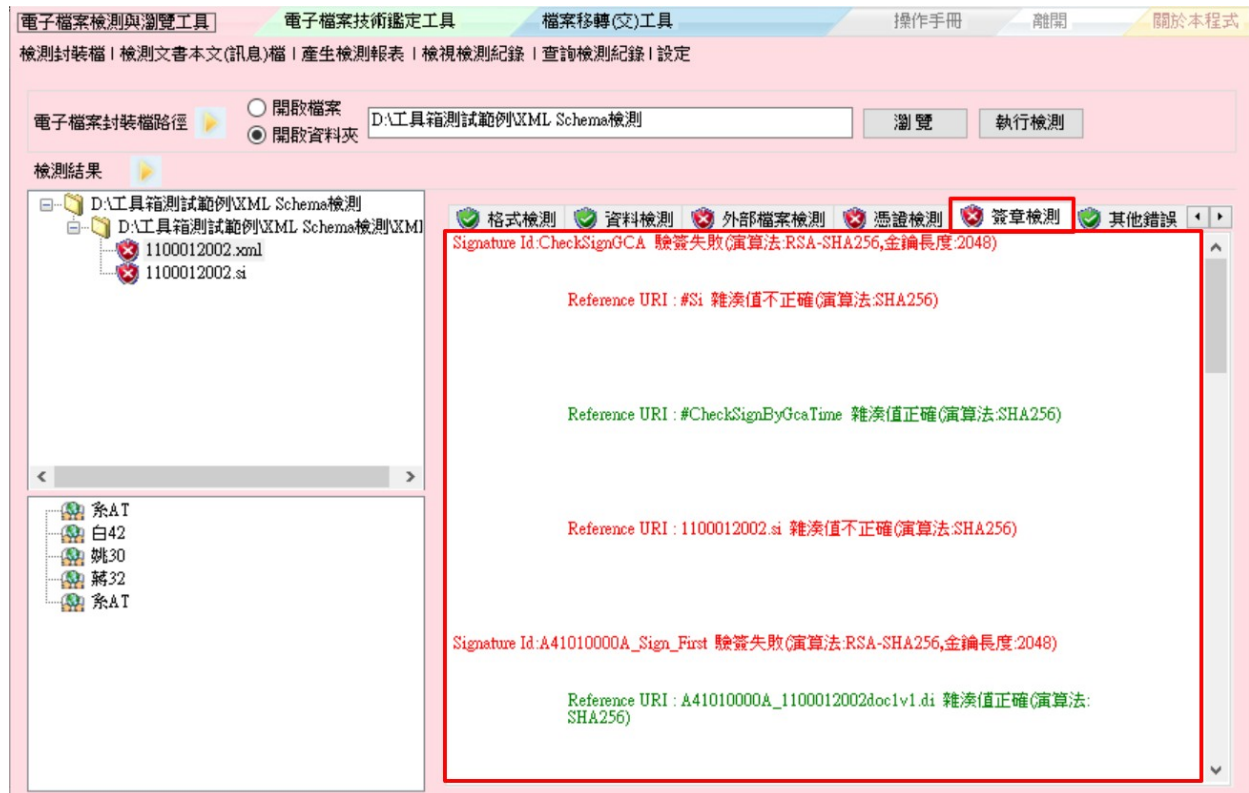 電子檔案檢測與瀏覽工具 電子檔案技術鑑定工具 檔案移轉(交)工具 操作手冊 離開 關於本程式
檢測封裝檔 | 檢測文書本文(訊息)檔 | 產生檢測報表 | 檢視檢測紀錄 | 查詢檢測紀錄 | 設定
電子檔案封裝檔路徑 開啟檔案 開啟資料夾 D:\工具箱測試範例\XML Schema檢測 瀏覽 執行檢測
檢測結果
D:\工具箱測試範例\XML Schema檢測
D:\工具箱測試範例\XML Schema檢測\XMl
1100012002.xml
1100012002.si
糸AT
白42
姚30
蔣32
糸AT
格式檢測 資料檢測 外部檔案檢測 憑證檢測 簽章檢測 其他錯誤
Signature Id:CheckSignGCA 驗簽失敗(演算法:RSA-SHA256,金鑰長度:2048)
Reference URI : #Si 雜湊值不正確(演算法:SHA256)
Reference URI : #CheckSignByGcaTime 雜湊值正確(演算法:SHA256)
Reference URI : 1100012002.si 雜湊值不正確(演算法:SHA256)
Signature Id:A41010000A_Sign_First 驗簽失敗(演算法:RSA-SHA256,金鑰長度:2048)
Reference URI : A41010000A_1100012002doc1v1.di 雜湊值正確(演算法:
SHA256)